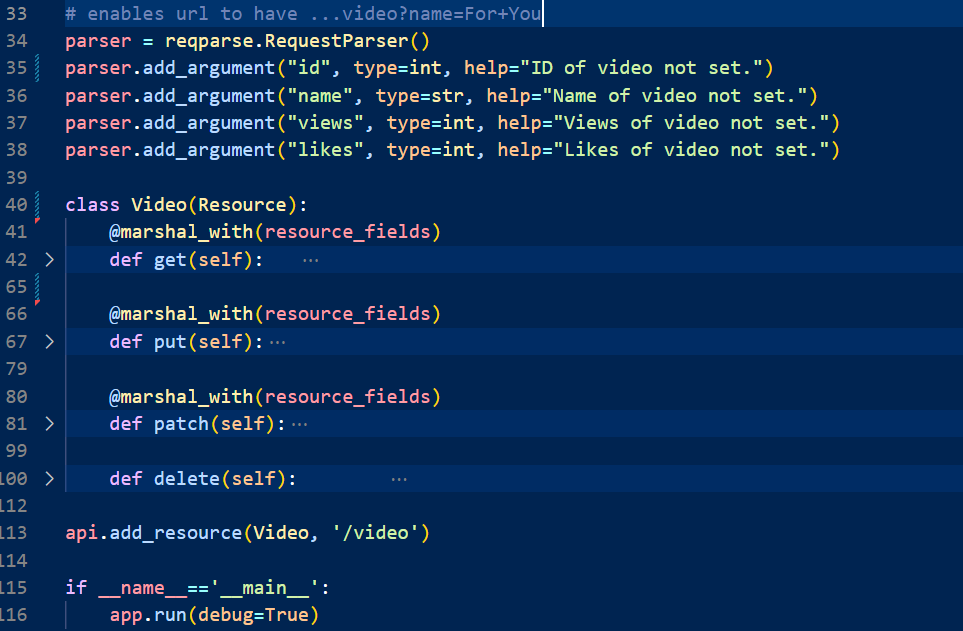 33 # enables url to have ...video?name=For+You
34 parser = reqparse.RequestParser()
35 parser.add_argument("id", type=int, help="ID of video not set.")
36 parser.add_argument("name", type=str, help="Name of video not set.")
37 parser.add_argument("views", type=int, help="Views of video not set.")
38 parser.add_argument("likes", type=int, help="Likes of video not set.")
39
40 class Video(Resource):
41     @marshal_with(resource_fields)
42 >     def get(self): ...
65
66     @marshal_with(resource_fields)
67 >     def put(self): ...
79
80     @marshal_with(resource_fields)
81 >     def patch(self): ...
99
100 >     def delete(self): ...
112
113 api.add_resource(Video, '/video')
114
115 if __name__=='__main__':
116     app.run(debug=True)